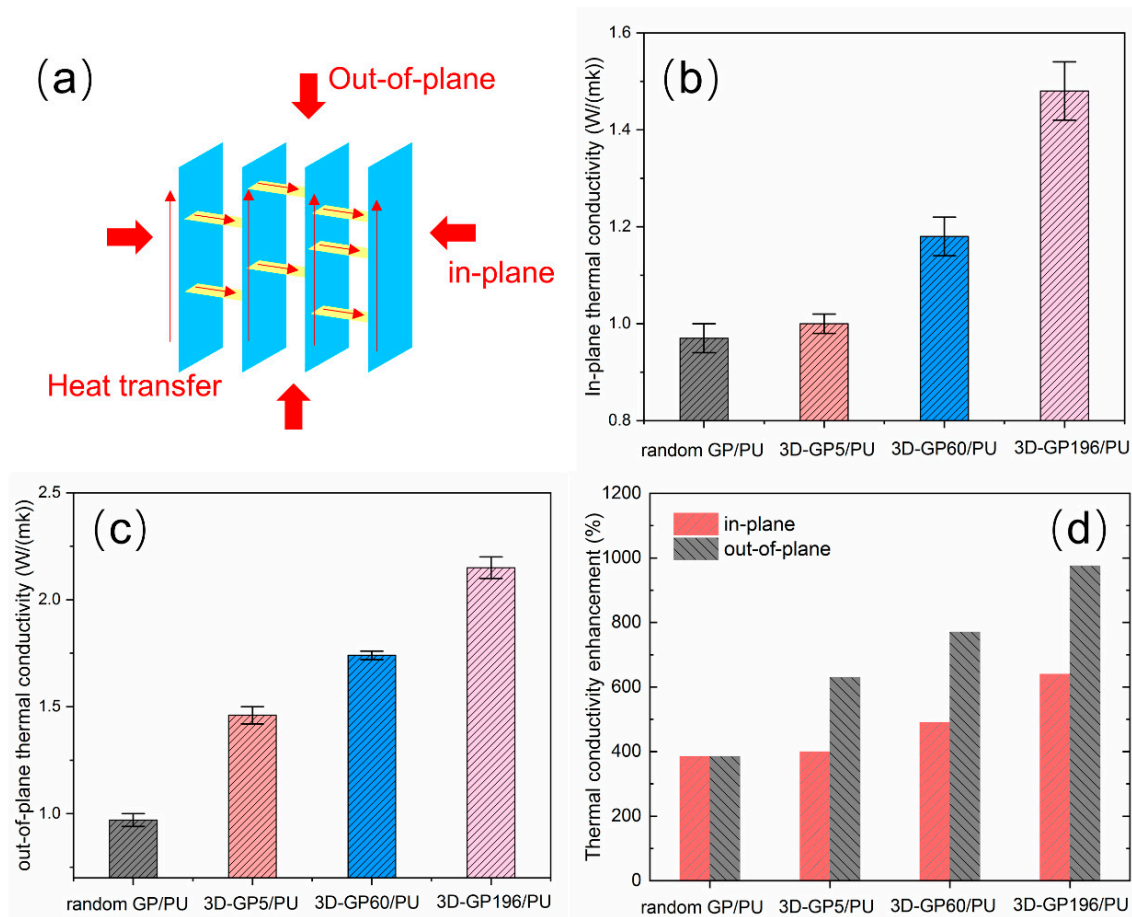 (a)
Out-of-plane
in-plane
Heat transfer
(b)
In-plane thermal conductivity (W/(mk))
1.6
1.4
1.2
1.0
0.8
random GP/PU
3D-GP5/PU
3D-GP60/PU
3D-GP196/PU
(c)
out-of-plane thermal conductivity (W/(mk))
2.5
2.0
1.5
1.0
random GP/PU
3D-GP5/PU
3D-GP60/PU
3D-GP196/PU
(d)
in-plane
out-of-plane
Thermal conductivity enhancement (%)
1200
1000
800
600
400
200
0
random GP/PU
3D-GP5/PU
3D-GP60/PU
3D-GP196/PU